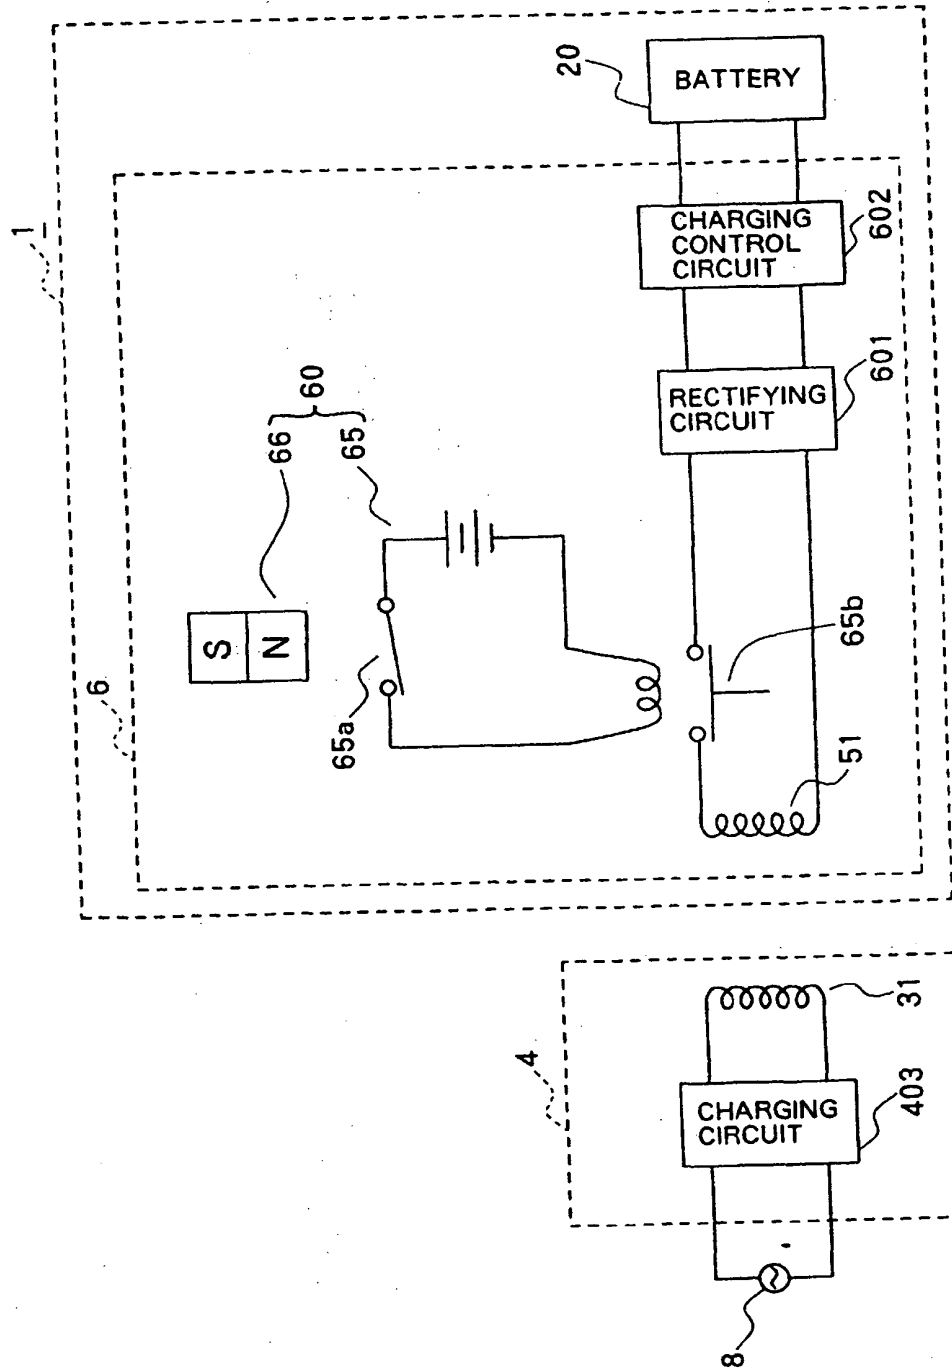 1
6
S
N
66
60
65
65a
20
BATTERY
CHARGING
CONTROL
CIRCUIT
602
RECTIFYING
CIRCUIT
601
65b
51
4
31
CHARGING
CIRCUIT
403
8